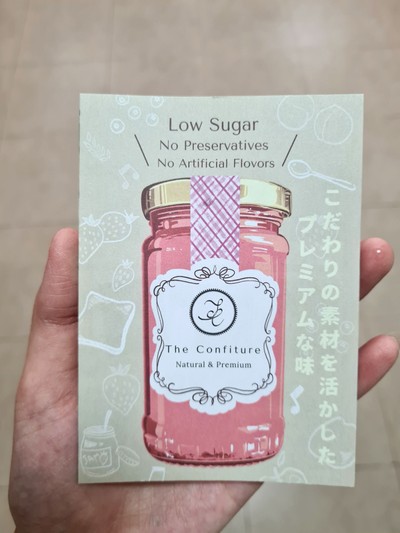 Low Sugar
No Preservatives
No Artificial Flovors
The Confiture
Natural & Premium
こだわりの素材を活かした
プレミアムな味